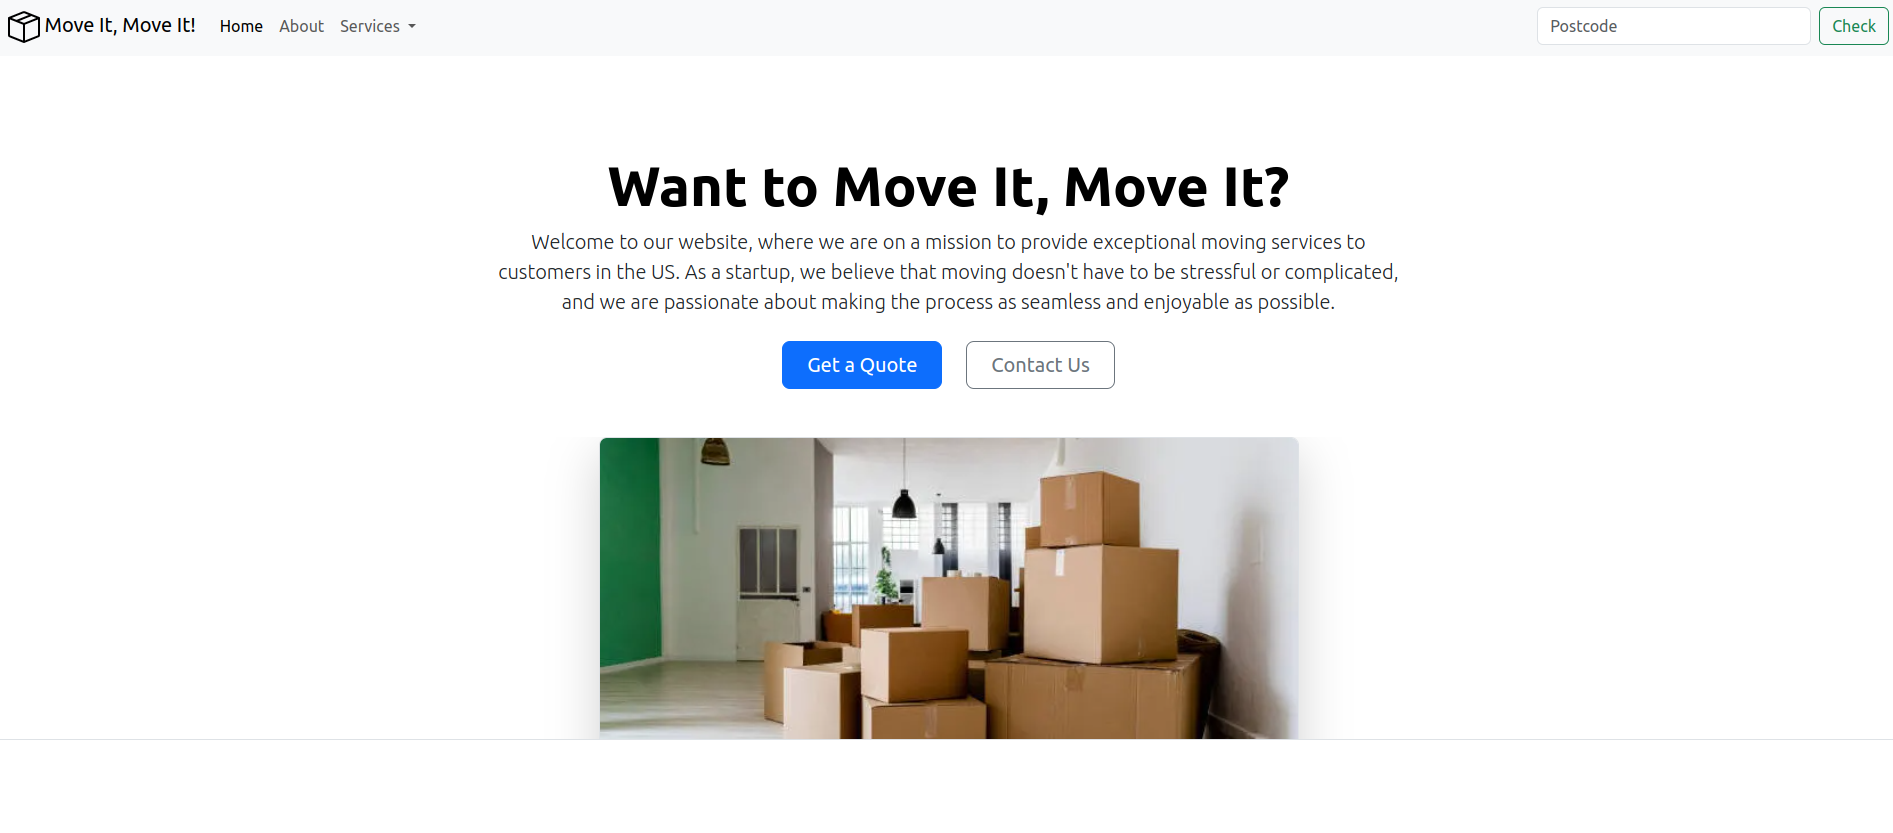 Move It, Move It! Home About Services Postcode Check
Want to Move It, Move It?
Welcome to our website, where we are on a mission to provide exceptional moving services to
customers in the US. As a startup, we believe that moving doesn't have to be stressful or complicated,
and we are passionate about making the process as seamless and enjoyable as possible.
Get a Quote Contact Us